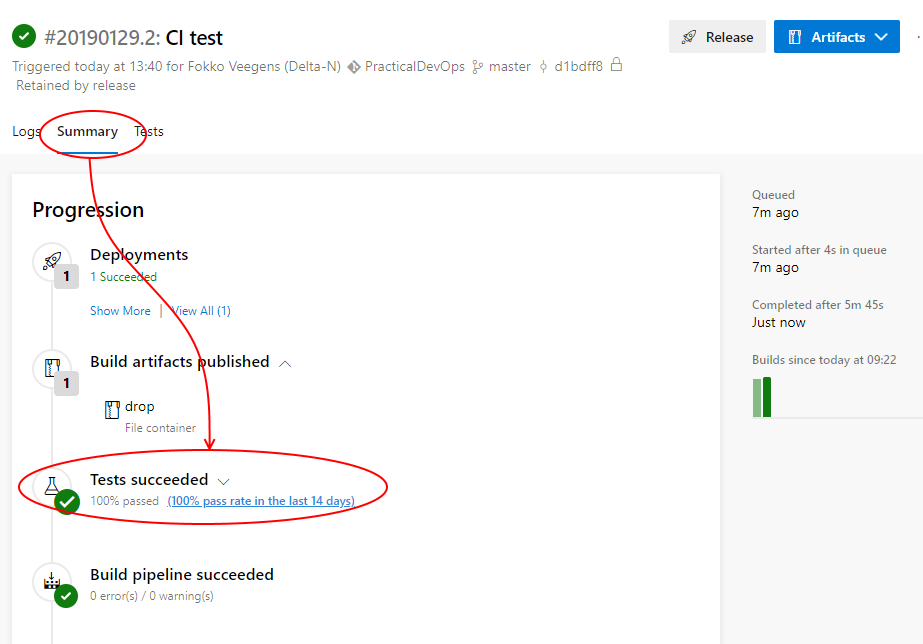 #20190129.2: CI test
Release
Artifacts
Triggered today at 13:40 for Fokko Veegens (Delta-N) PracticalDevOps master d1bdff8
Retained by release
Logs Summary Tests
Progression
Deployments
1
1 Succeeded
Show More | View All (1)
Build artifacts published
1
drop
File container
Tests succeeded
100% passed (100% pass rate in the last 14 days)
Build pipeline succeeded
0 error(s) / 0 warning(s)
Queued
7m ago
Started after 4s in queue
7m ago
Completed after 5m 45s
Just now
Builds since today at 09:22